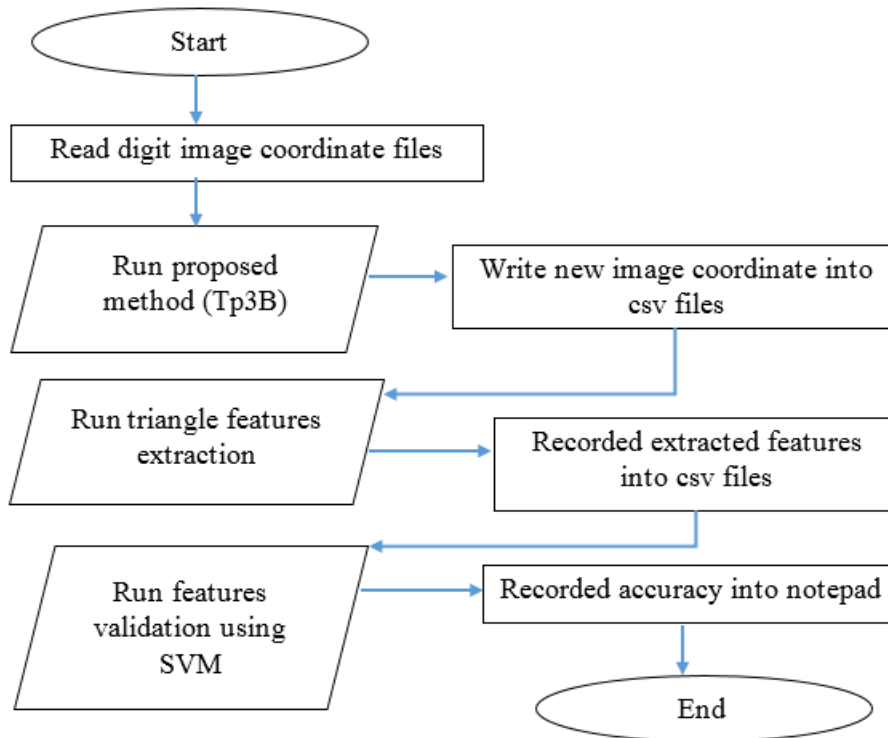 Start
Read digit image coordinate files
Run proposed
method (Tp3B)
Write new image coordinate into
csv files
Run triangle features
extraction
Recorded extracted features
into csv files
Run features
validation using
SVM
Recorded accuracy into notepad
End